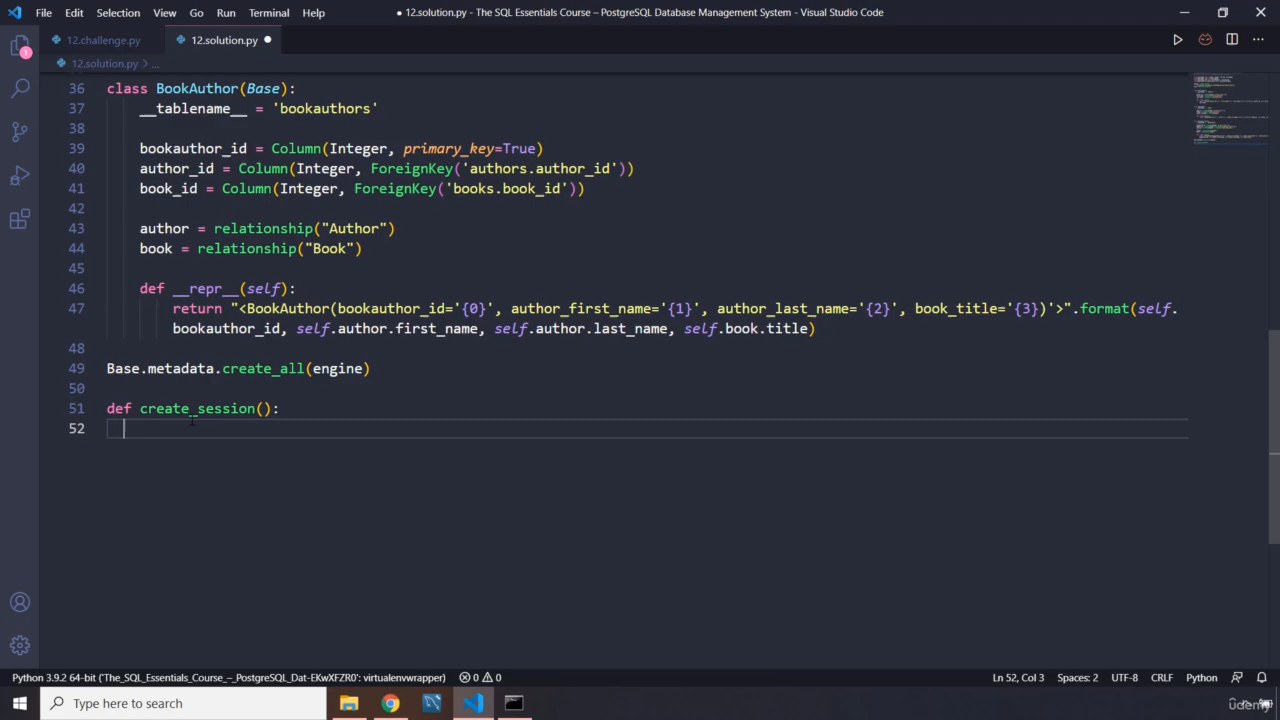 File Edit Selection View Go Run Terminal Help ● 12.solution.py - The SQL Essentials Course – PostgreSQL Database Management System - Visual Studio Code
12.challenge.py 12.solution.py ●
12.solution.py > ...
36 class BookAuthor(Base):
37 __tablename__ = 'bookauthors'
38
39 bookauthor_id = Column(Integer, primary_key=True)
40 author_id = Column(Integer, ForeignKey('authors.author_id'))
41 book_id = Column(Integer, ForeignKey('books.book_id'))
42
43 author = relationship("Author")
44 book = relationship("Book")
45
46 def __repr__(self):
47 return "<BookAuthor(bookauthor_id='{0}', author_first_name='{1}', author_last_name='{2}', book_title='{3})'>".format(self.
bookauthor_id, self.author.first_name, self.author.last_name, self.book.title)
48
49 Base.metadata.create_all(engine)
50
51 def create_session():
52
1
Python 3.9.2 64-bit ('The_SQL_Essentials_Course_–_PostgreSQL_Dat-EKwXFZR0': virtualenvwrapper) 0 0 Ln 52, Col 3 Spaces: 2 UTF-8 CRLF Python
Type here to search
udemy